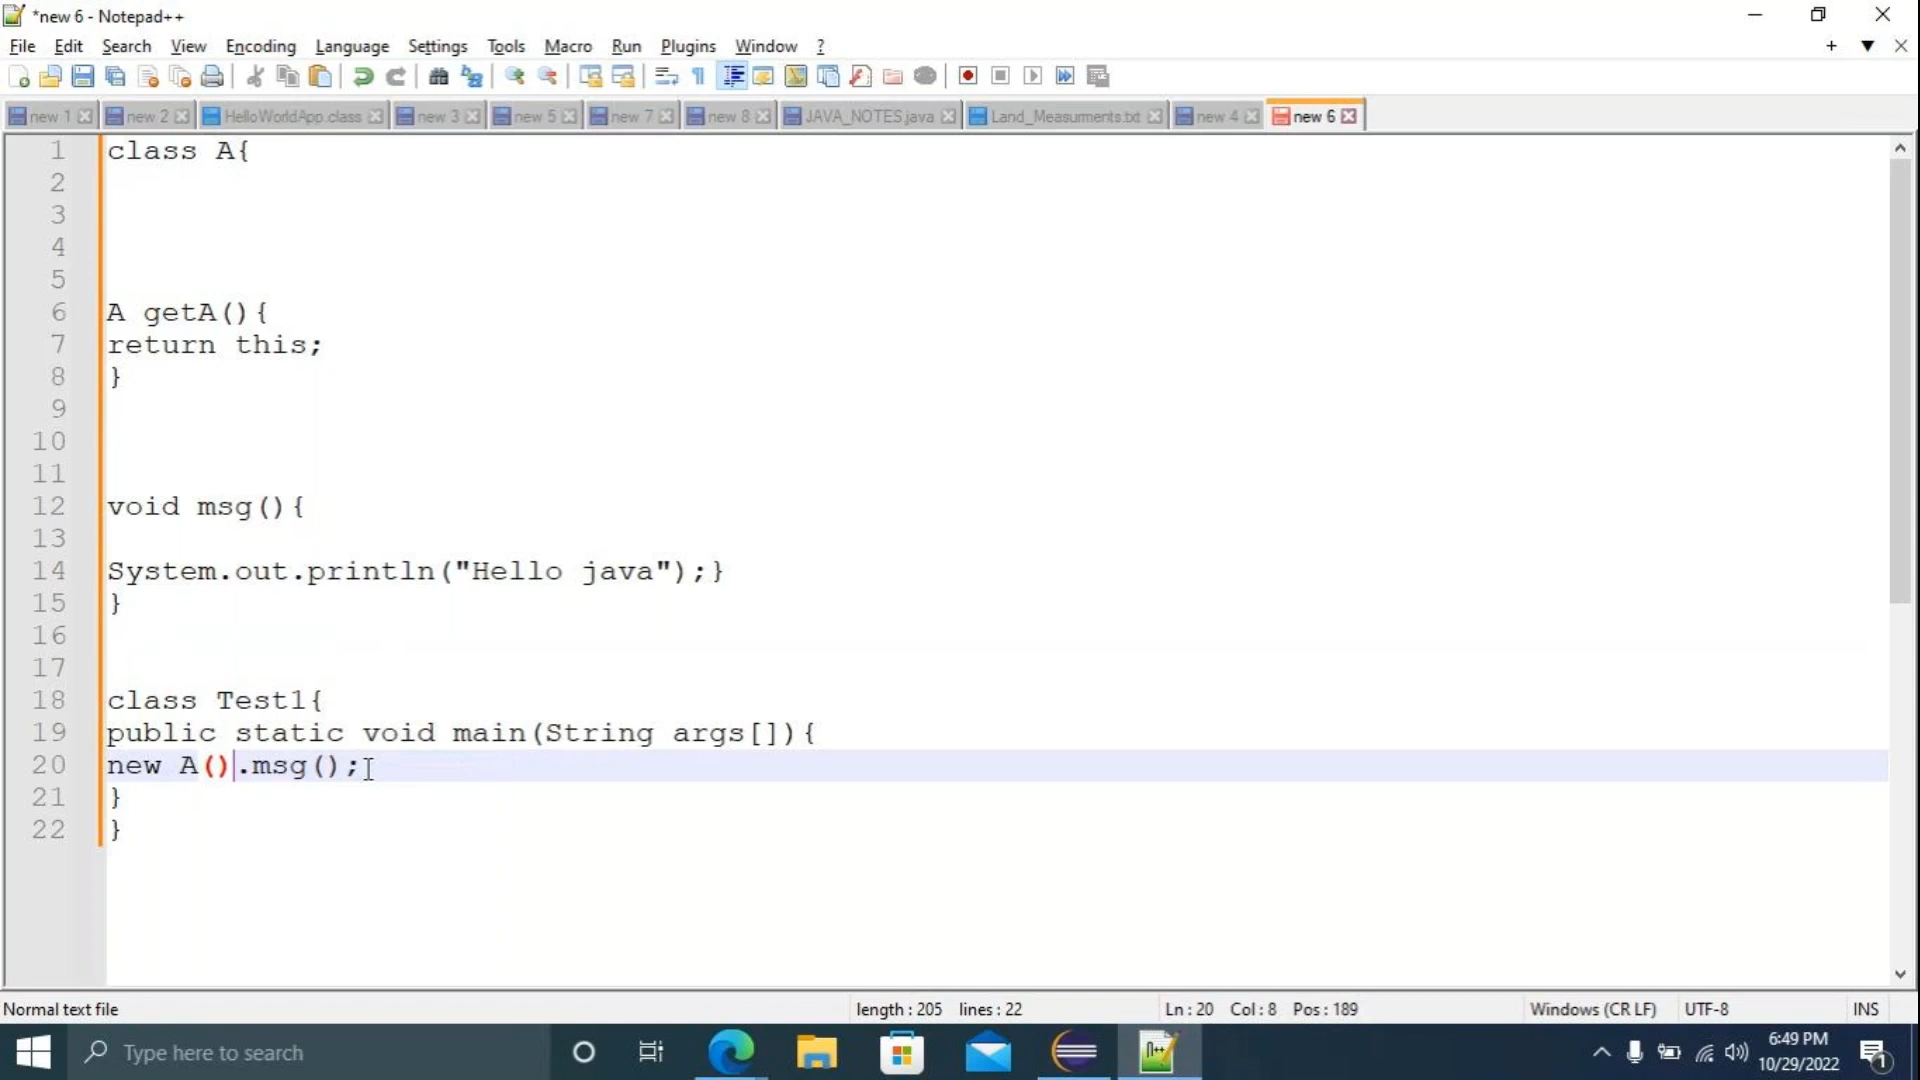 *new 6 - Notepad++
File Edit Search View Encoding Language Settings Tools Macro Run Plugins Window ?
new 1 new 2 HelloWorldApp.class new 3 new 5 new 7 new 8 JAVA_NOTES.java Land_Measurments.txt new 4 new 6
1 class A{
2
3
4
5
6 A getA(){
7 return this;
8 }
9
10
11
12 void msg(){
13
14 System.out.println("Hello java");}
15 }
16
17
18 class Test1{
19 public static void main(String args[]){
20 new A().msg();
21 }
22 }
Normal text file length : 205 lines : 22 Ln : 20 Col : 8 Pos : 189 Windows (CR LF) UTF-8 INS
Type here to search
6:49 PM
10/29/2022
1